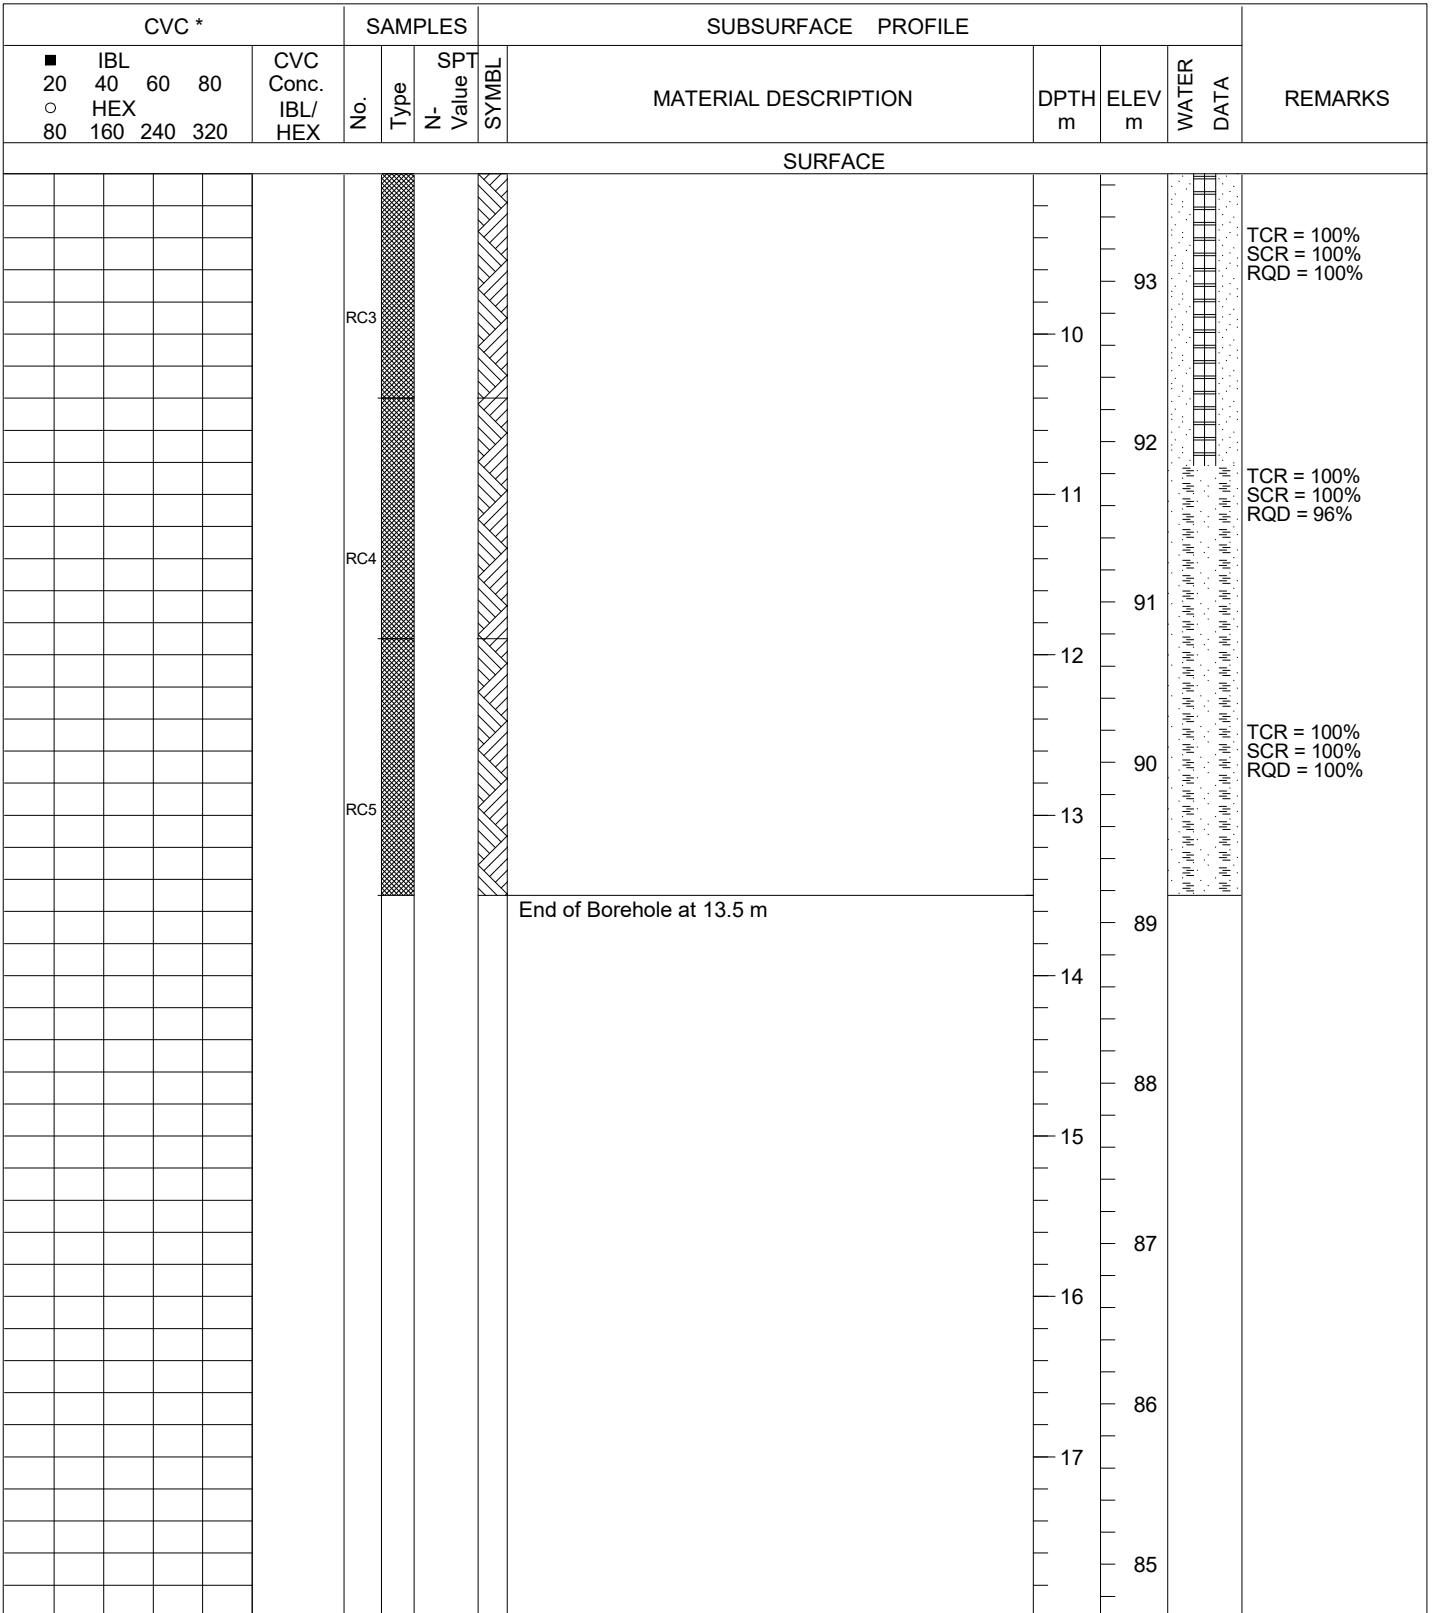 CVC *
SAMPLES
SUBSURFACE PROFILE
■ IBL
20 40 60 80
○ HEX
80 160 240 320
CVC
Conc.
IBL/
HEX
No.
Type
SPT
N-
Value
SYMBL
MATERIAL DESCRIPTION
DPTH
m
ELEV
m
WATER
DATA
REMARKS
SURFACE
TCR = 100%
SCR = 100%
RQD = 100%
93
RC3
10
92
TCR = 100%
SCR = 100%
RQD = 96%
11
RC4
91
12
TCR = 100%
SCR = 100%
RQD = 100%
90
RC5
13
End of Borehole at 13.5 m
89
14
88
15
87
16
86
17
85